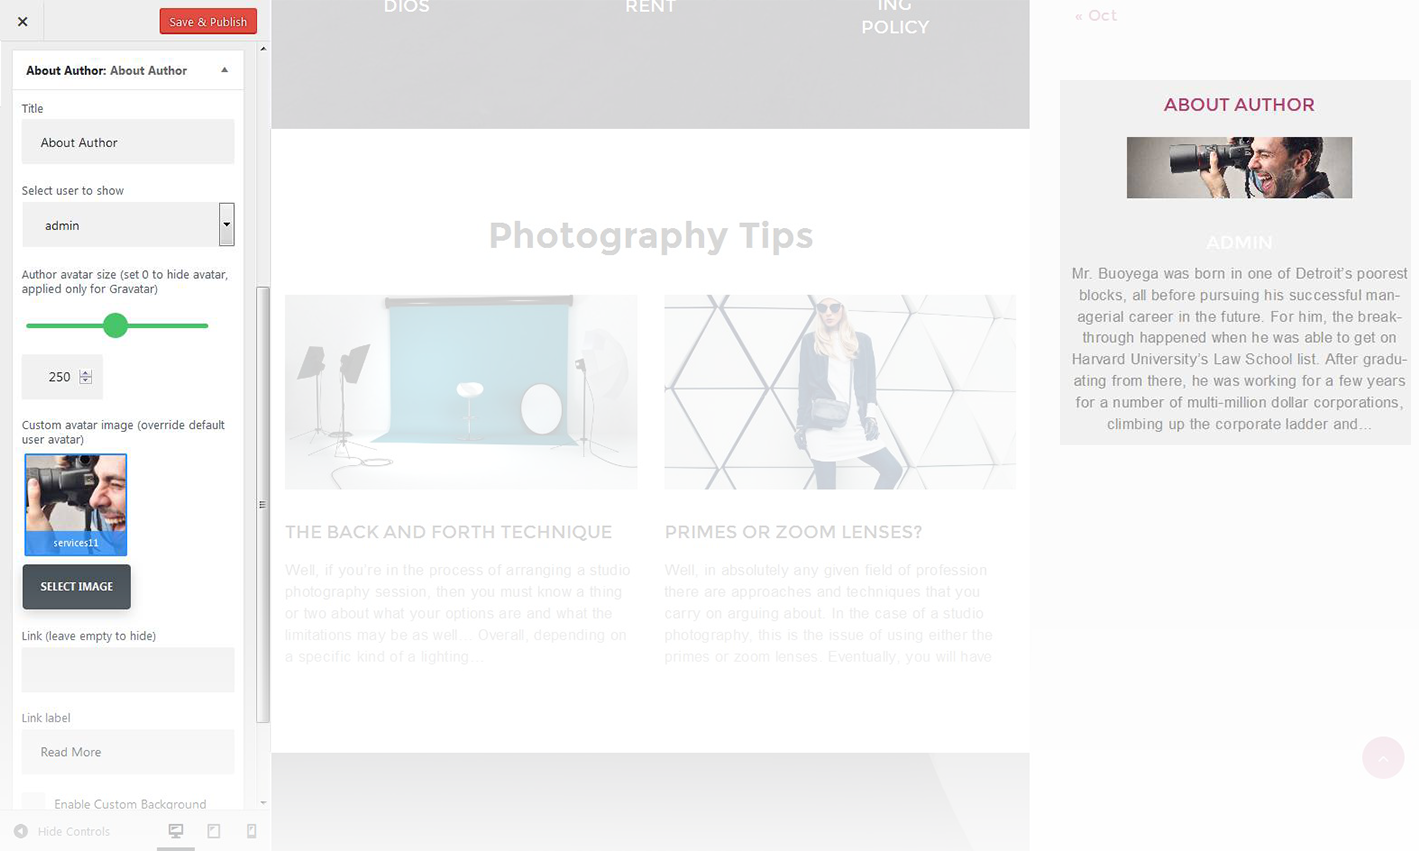 Save & Publish
About Author: About Author
Title
About Author
Select user to show
admin
Author avatar size (set 0 to hide avatar,
applied only for Gravatar)
250
Custom avatar image (override default
user avatar)
services11
SELECT IMAGE
Link (leave empty to hide)
Link label
Read More
Enable Custom Background
Hide Controls
DIOS
RENT
ING
POLICY
Photography Tips
THE BACK AND FORTH TECHNIQUE
Well, if you're in the process of arranging a studio
photography session, then you must know a thing
or two about what your options are and what the
limitations may be as well… Overall, depending on
a specific kind of a lighting…
PRIMES OR ZOOM LENSES?
Well, in absolutely any given field of profession
there are approaches and techniques that you
carry on arguing about. In the case of a studio
photography, this is the issue of using either the
primes or zoom lenses. Eventually, you will have
« Oct
ABOUT AUTHOR
ADMIN
Mr. Buoyega was born in one of Detroit's poorest
blocks, all before pursuing his successful man-
agerial career in the future. For him, the break-
through happened when he was able to get on
Harvard University's Law School list. After gradu-
ating from there, he was working for a few years
for a number of multi-million dollar corporations,
climbing up the corporate ladder and…